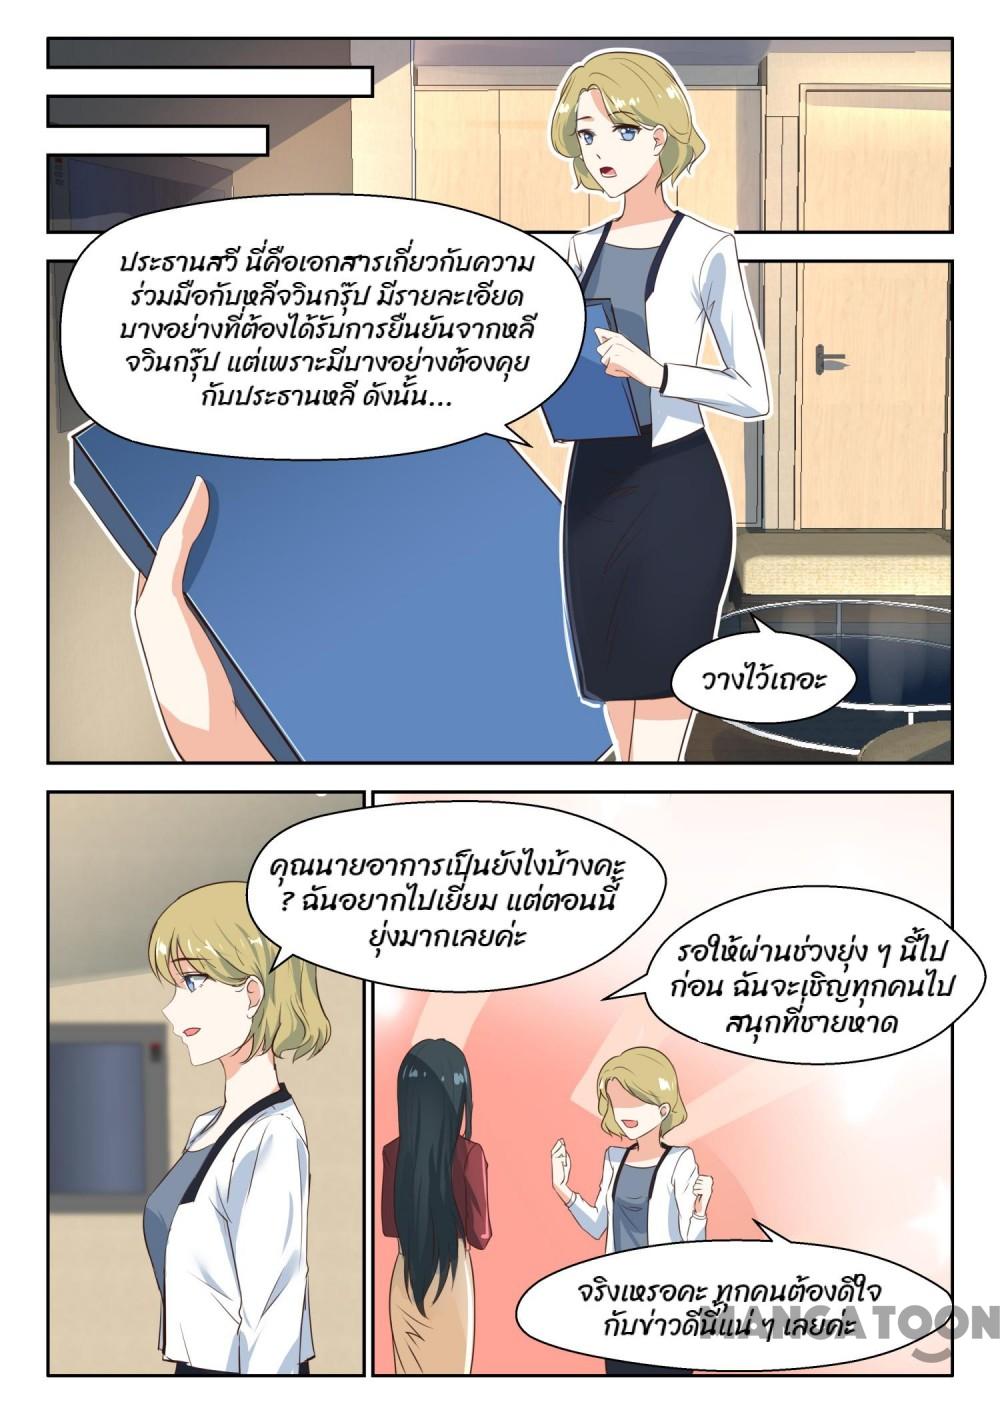 ประธานสวี นี่คือเอกสารเกี่ยวกับความ
ร่วมมือกับหลีจวินกรุ๊ป มีรายละเอียด
บางอย่างที่ต้องได้รับการยืนยันจากหลี
จวินกรุ๊ป แต่เพราะมีบางอย่างต้องคุย
กับประธานหลี ดังนั้น...
วางไว้เถอะ
คุณนายอาการเป็นยังไงบ้างคะ
? ฉันอยากไปเยี่ยม แต่ตอนนี้
ยุ่งมากเลยค่ะ
รอให้ผ่านช่วงยุ่ง ๆ นี้ไป
ก่อน ฉันจะเชิญทุกคนไป
สนุกที่ชายหาด
จริงเหรอคะ ทุกคนต้องดีใจ
กับข่าวดีนี้แน่ ๆ เลยค่ะ
MANGATOON